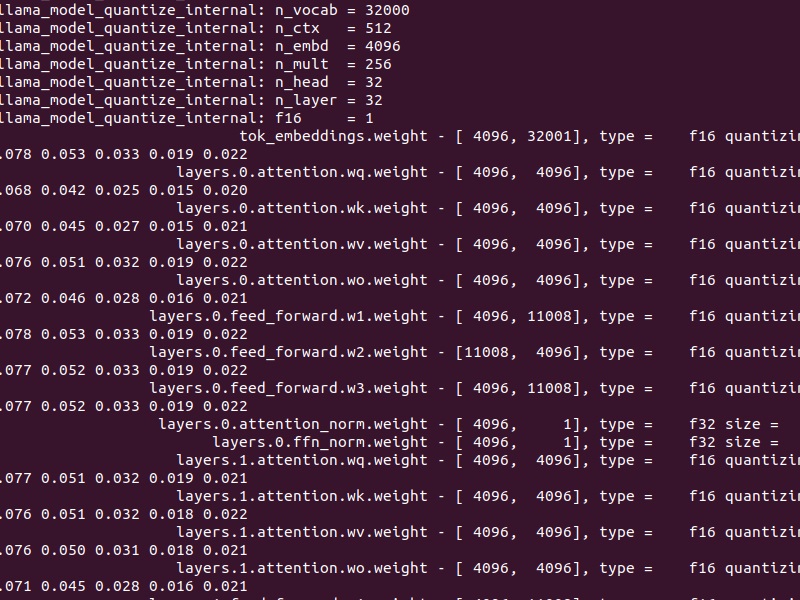 llama_model_quantize_internal: n_vocab = 32000
llama_model_quantize_internal: n_ctx   = 512
llama_model_quantize_internal: n_embd  = 4096
llama_model_quantize_internal: n_mult  = 256
llama_model_quantize_internal: n_head  = 32
llama_model_quantize_internal: n_layer = 32
llama_model_quantize_internal: f16     = 1
tok_embeddings.weight - [ 4096, 32001], type =    f16 quantizin
.078 0.053 0.033 0.019 0.022
layers.0.attention.wq.weight - [ 4096,  4096], type =    f16 quantizin
.068 0.042 0.025 0.015 0.020
layers.0.attention.wk.weight - [ 4096,  4096], type =    f16 quantizin
.070 0.045 0.027 0.015 0.021
layers.0.attention.wv.weight - [ 4096,  4096], type =    f16 quantizin
.076 0.051 0.032 0.019 0.022
layers.0.attention.wo.weight - [ 4096,  4096], type =    f16 quantizin
.072 0.046 0.028 0.016 0.021
layers.0.feed_forward.w1.weight - [ 4096, 11008], type =    f16 quantizin
.078 0.053 0.033 0.019 0.022
layers.0.feed_forward.w2.weight - [11008,  4096], type =    f16 quantizin
.077 0.052 0.033 0.019 0.022
layers.0.feed_forward.w3.weight - [ 4096, 11008], type =    f16 quantizin
.077 0.052 0.033 0.019 0.022
layers.0.attention_norm.weight - [ 4096,     1], type =    f32 size =
layers.0.ffn_norm.weight - [ 4096,     1], type =    f32 size =
layers.1.attention.wq.weight - [ 4096,  4096], type =    f16 quantizin
.077 0.051 0.032 0.019 0.021
layers.1.attention.wk.weight - [ 4096,  4096], type =    f16 quantizin
.076 0.051 0.032 0.018 0.022
layers.1.attention.wv.weight - [ 4096,  4096], type =    f16 quantizin
.076 0.050 0.031 0.018 0.021
layers.1.attention.wo.weight - [ 4096,  4096], type =    f16 quantizin
.071 0.045 0.028 0.016 0.021